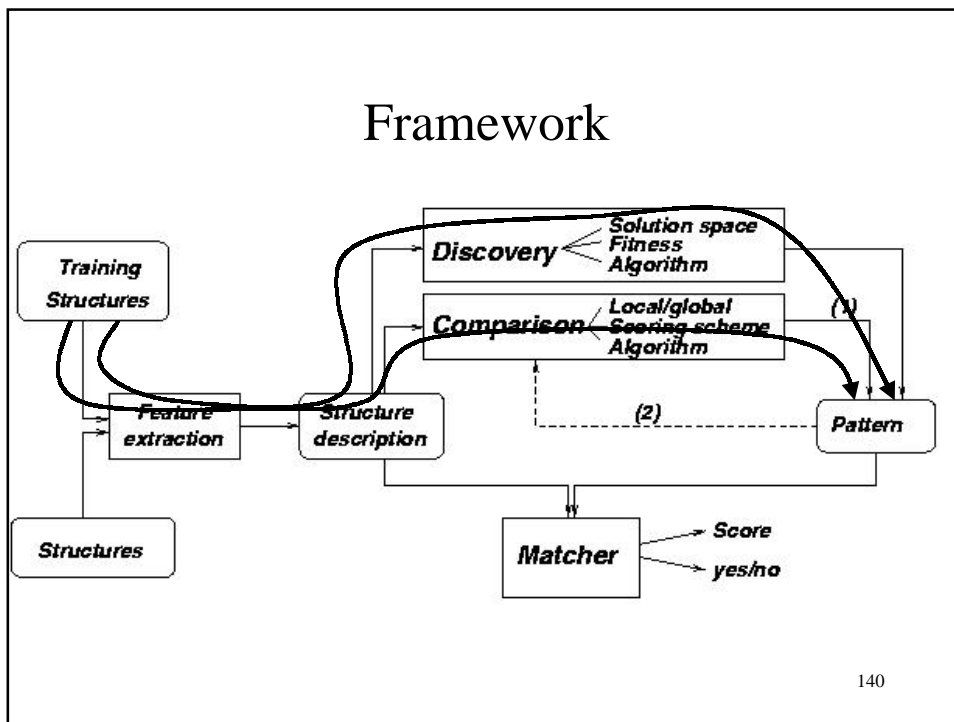 Framework
Training
Structures
Discovery
Solution space
Fitness
Algorithm
Comparison
Local/global
Scoring scheme
Algorithm
(1)
Feature
extraction
Structure
description
(2)
Pattern
Structures
Matcher
Score
yes/no
140